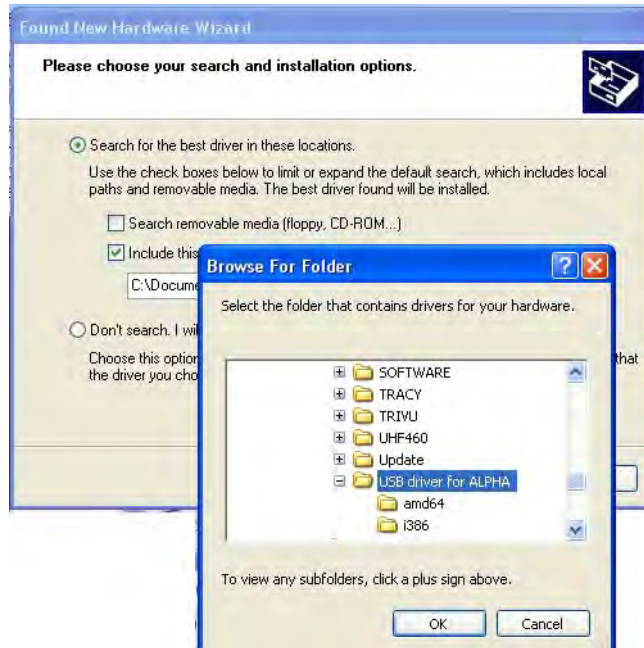 Found New Hardware Wizard
Please choose your search and installation options.
Search for the best driver in these locations.
Use the check boxes below to limit or expand the default search, which includes local
paths and removable media. The best driver found will be installed.
Search removable media (floppy, CD-ROM...)
Include this
C:\Docume
Don't search. I wil
Choose this option
that
the driver you cho
Browse For Folder
Select the folder that contains drivers for your hardware.
SOFTWARE
TRACY
TRIVU
UHF460
Update
USB driver for ALPHA
amd64
i386
To view any subfolders, click a plus sign above.
OK
Cancel